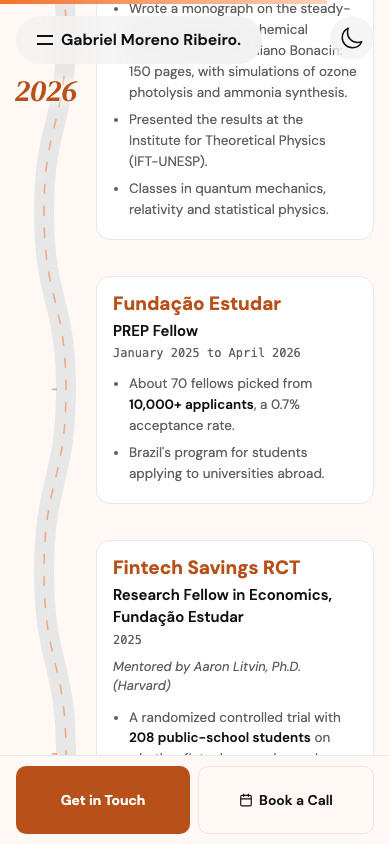 Wrote a monograph on the steady-
hemical
Gabriel Moreno Ribeiro.
iano Bonacin.
150 pages, with simulations of ozone
2026
photolysis and ammonia synthesis.
Presented the results at the
Institute for Theoretical Physics
(IFT-UNESP).
Classes in quantum mechanics,
relativity and statistical physics.
Fundação Estudar
PREP Fellow
January 2025 to April 2026
About 70 fellows picked from
10,000+ applicants, a 0.7%
acceptance rate.
Brazil's program for students
applying to universities abroad.
Fintech Savings RCT
Research Fellow in Economics,
Fundação Estudar
2025
Mentored by Aaron Litvin, Ph.D.
(Harvard)
A randomized controlled trial with
208 public-school students on
Get in Touch
Book a Call